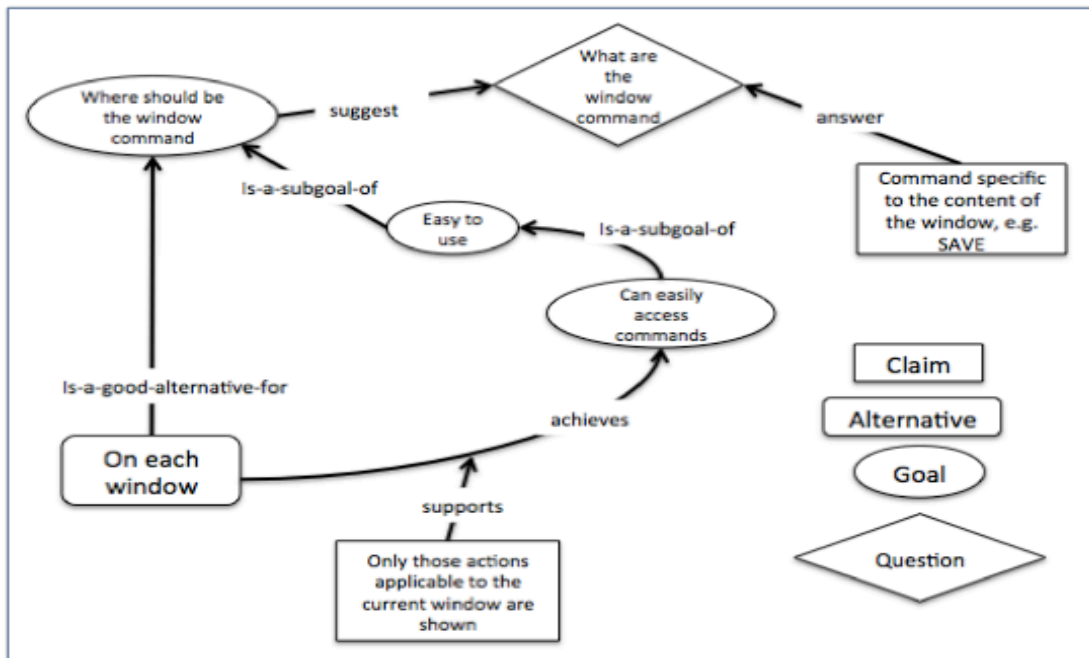 Where should be
the window
command
suggest
What are
the
window
command
answer
Command specific
to the content of
the window, e.g.
SAVE
Is-a-subgoal-of
Easy to
use
Is-a-subgoal-of
Can easily
access
commands
Is-a-good-alternative-for
achieves
On each
window
supports
Only those actions
applicable to the
current window are
shown
Claim
Alternative
Goal
Question